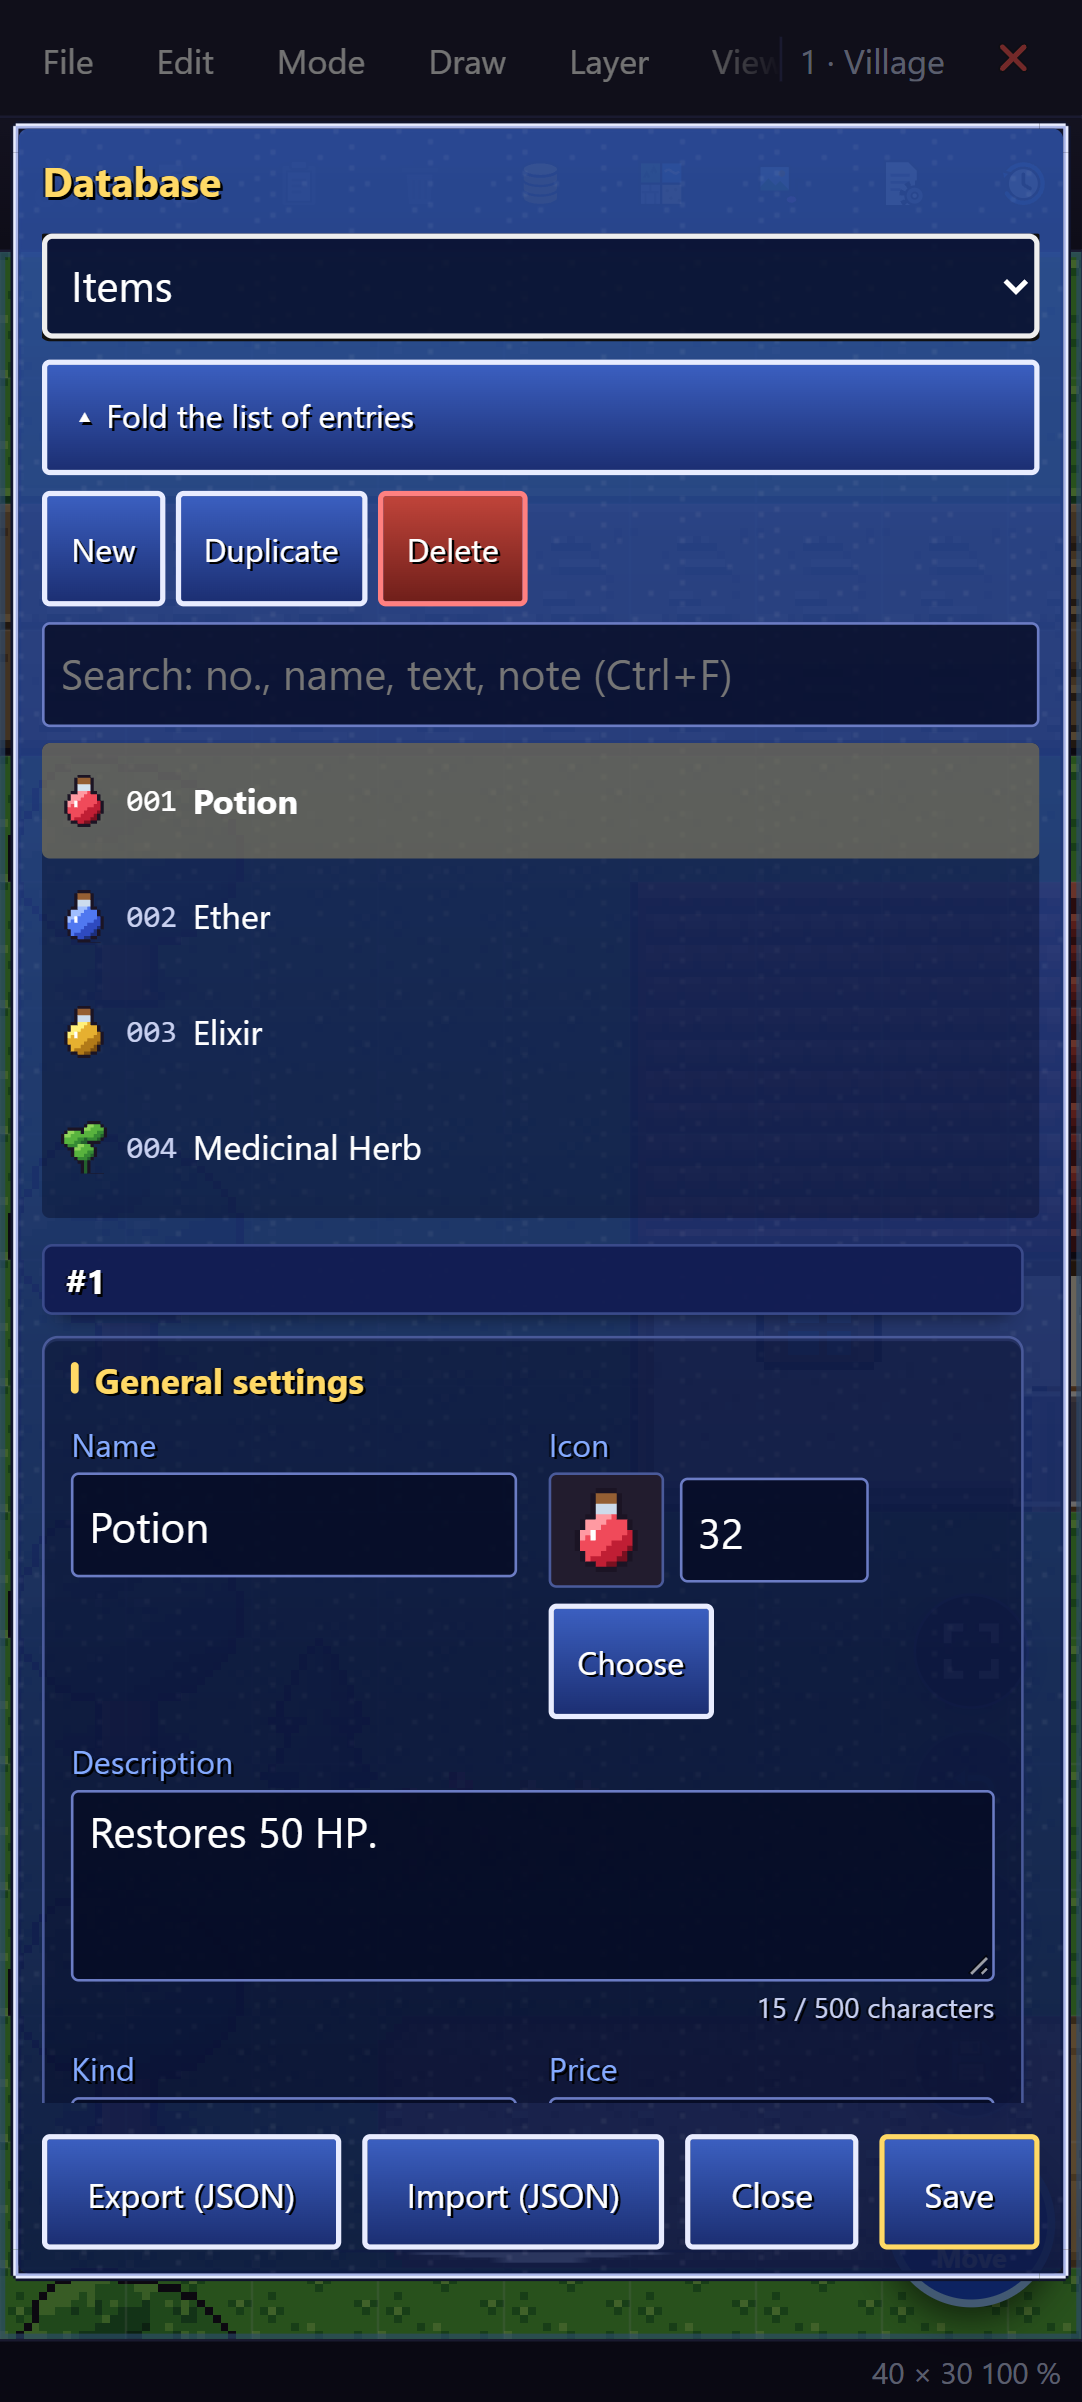 File Edit Mode Draw Layer View 1 · Village
Database
Items
Fold the list of entries
New Duplicate Delete
Search: no., name, text, note (Ctrl+F)
001 Potion
002 Ether
003 Elixir
004 Medicinal Herb
#1
General settings
Name Icon
Potion 32
Choose
Description
Restores 50 HP.
15 / 500 characters
Kind Price
Export (JSON) Import (JSON) Close Save
Move
40 × 30 100 %